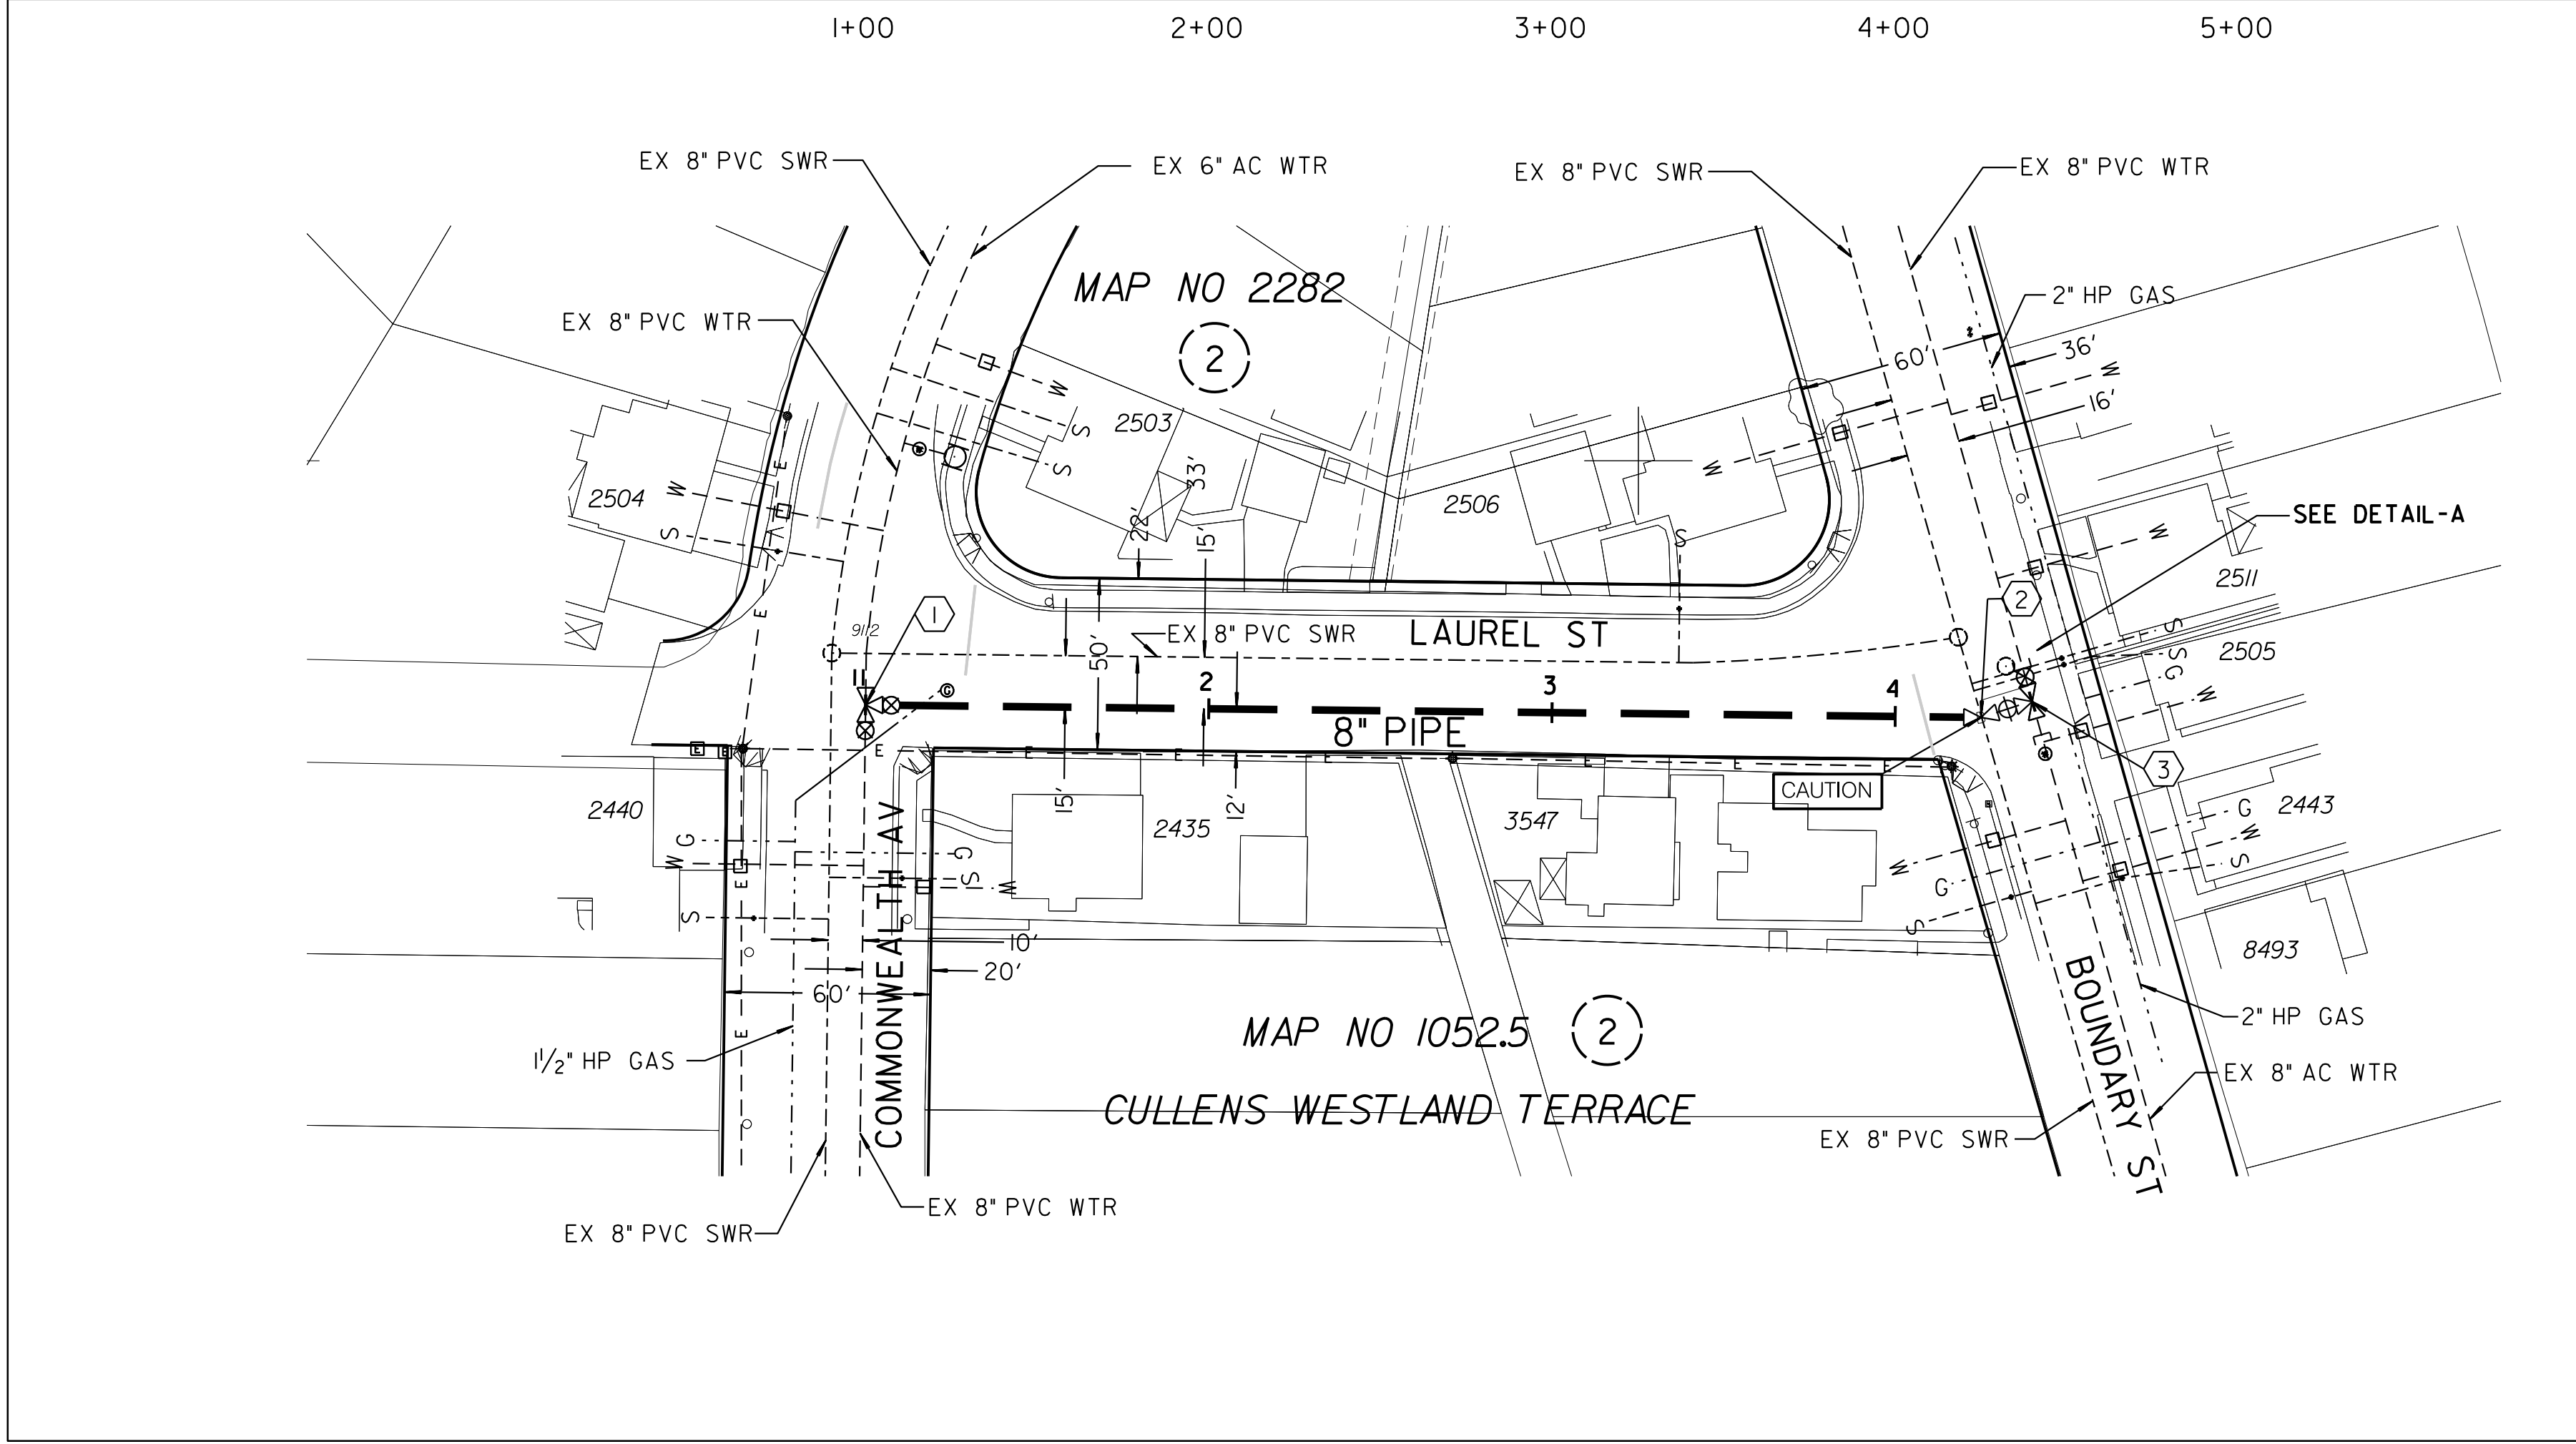 1+00
2+00
3+00
4+00
5+00
EX 8" PVC SWR
EX 6" AC WTR
EX 8" PVC SWR
EX 8" PVC WTR
MAP NO 2282
2
2" HP GAS
EX 8" PVC WTR
60'
36'
W
W
16'
2503
S
S
33'
2506
W
E
2504
W
S
22'
15'
S
W
SEE DETAIL-A
2511
E
1
9112
EX 8" PVC SWR
LAUREL ST
50'
2
S
2505
S
G
W
11
G
2
3
4
8" PIPE
E
E
E
E
E
E
E
E
E
3
CAUTION
15'
12'
2440
2435
3547
2443
G
W
S
G
W
S
G
S
W
W
G
S
E
COMMONWEALTH AV
10'
20'
60'
8493
E
MAP NO 1052.5
2
BOUNDARY ST
2" HP GAS
1 1/2" HP GAS
EX 8" AC WTR
CULLENS WESTLAND TERRACE
EX 8" PVC SWR
EX 8" PVC WTR
EX 8" PVC SWR